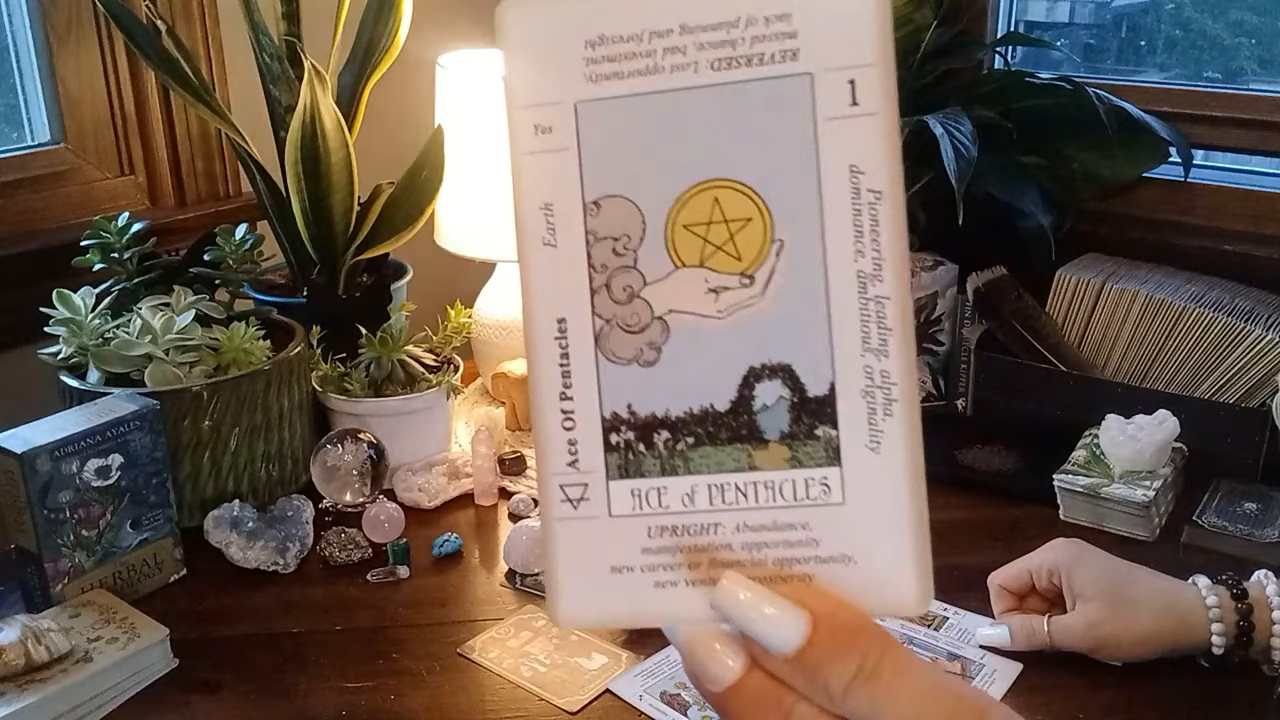 REVERSED: Lost opportunity,
missed chance, bad investment,
lack of planning and foresight
Yes
1
Earth
Ace Of Pentacles
Pioneering, leading, alpha,
dominance, ambitious, originality
ACE of PENTACLES
UPRIGHT: Abundance,
manifestation, opportunity
new career or financial opportunity,
prosperity
ADRIANA AYALES
HERBAL